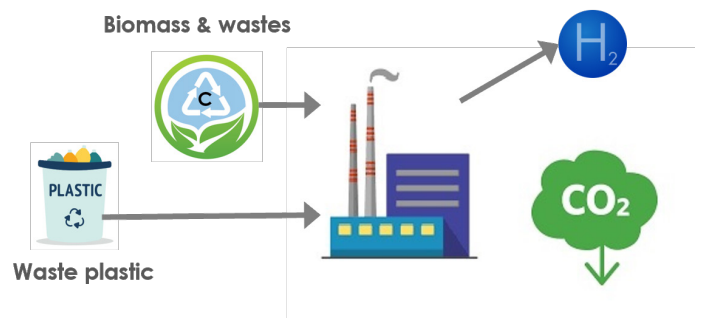 Biomass & wastes
H₂
C
PLASTIC
CO₂
Waste plastic